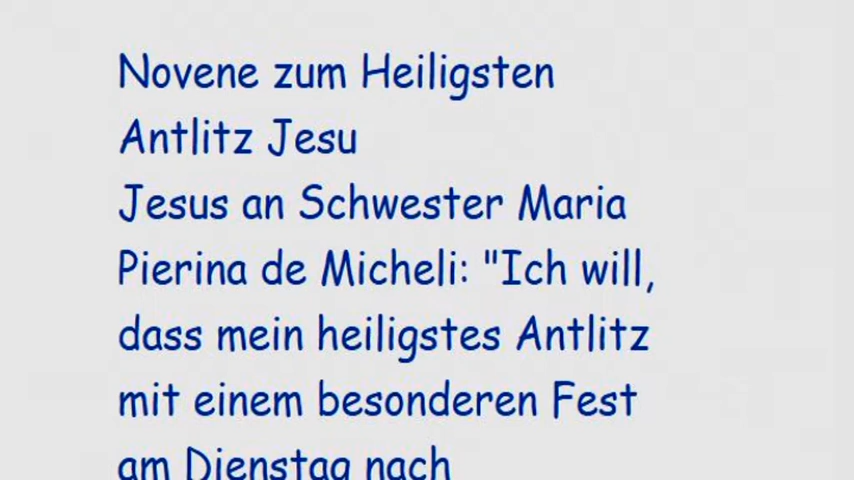 Novene zum Heiligsten
Antlitz Jesu
Jesus an Schwester Maria
Pierina de Micheli: "Ich will,
dass mein heiligstes Antlitz
mit einem besonderen Fest
am Dienstag nach